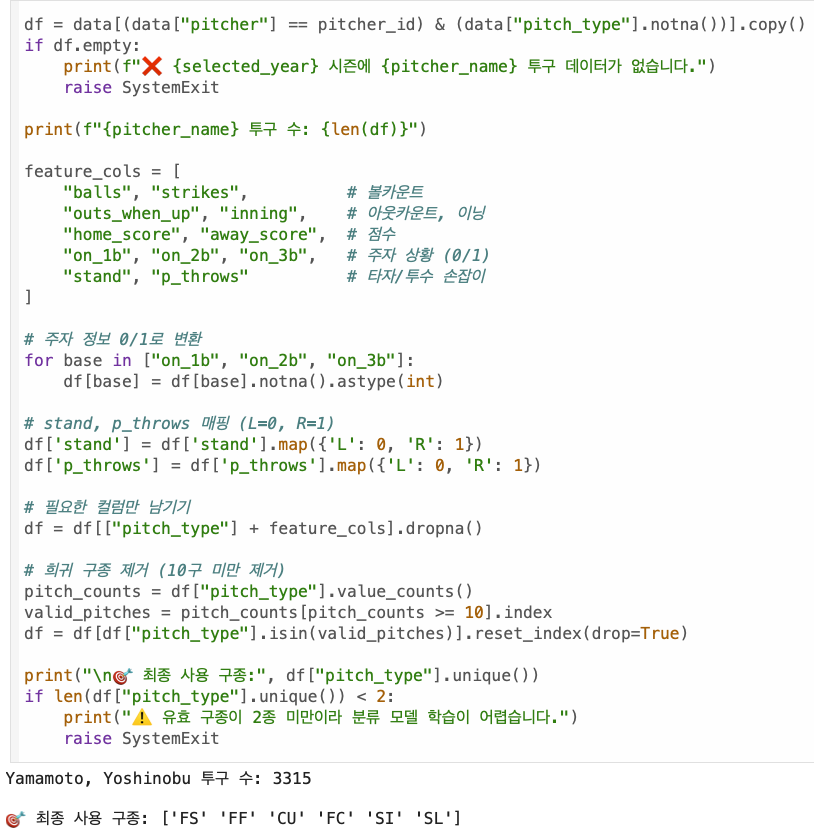 df = data[(data["pitcher"] == pitcher_id) & (data["pitch_type"].notna())].copy()
if df.empty:
    print(f"❌ {selected_year} 시즌에 {pitcher_name} 투구 데이터가 없습니다.")
    raise SystemExit

print(f"{pitcher_name} 투구 수: {len(df)}")

feature_cols = [
    "balls", "strikes",          # 볼카운트
    "outs_when_up", "inning",    # 아웃카운트, 이닝
    "home_score", "away_score",  # 점수
    "on_1b", "on_2b", "on_3b",   # 주자 상황 (0/1)
    "stand", "p_throws"          # 타자/투수 손잡이
]

# 주자 정보 0/1로 변환
for base in ["on_1b", "on_2b", "on_3b"]:
    df[base] = df[base].notna().astype(int)

# stand, p_throws 매핑 (L=0, R=1)
df['stand'] = df['stand'].map({'L': 0, 'R': 1})
df['p_throws'] = df['p_throws'].map({'L': 0, 'R': 1})

# 필요한 컬럼만 남기기
df = df[["pitch_type"] + feature_cols].dropna()

# 희귀 구종 제거 (10구 미만 제거)
pitch_counts = df["pitch_type"].value_counts()
valid_pitches = pitch_counts[pitch_counts >= 10].index
df = df[df["pitch_type"].isin(valid_pitches)].reset_index(drop=True)

print("\n🎯 최종 사용 구종:", df["pitch_type"].unique())
if len(df["pitch_type"].unique()) < 2:
    print("⚠️ 유효 구종이 2종 미만이라 분류 모델 학습이 어렵습니다.")
    raise SystemExit

Yamamoto, Yoshinobu 투구 수: 3315

🎯 최종 사용 구종: ['FS' 'FF' 'CU' 'FC' 'SI' 'SL']